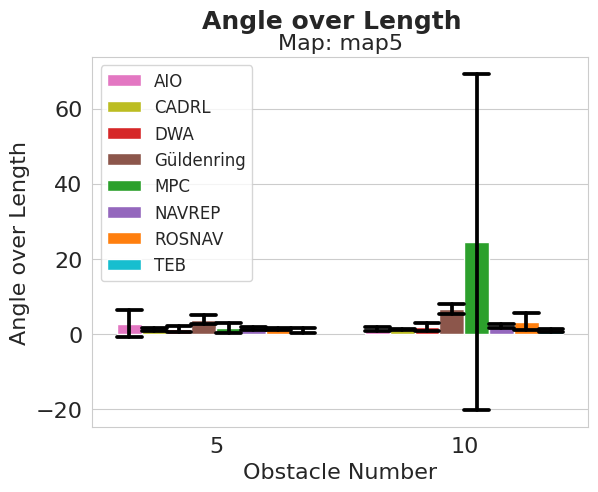 Angle over Length
Map: map5
AIO
CADRL
DWA
Güldenring
MPC
NAVREP
ROSNAV
TEB
Angle over Length
60
40
20
0
−20
5
10
Obstacle Number